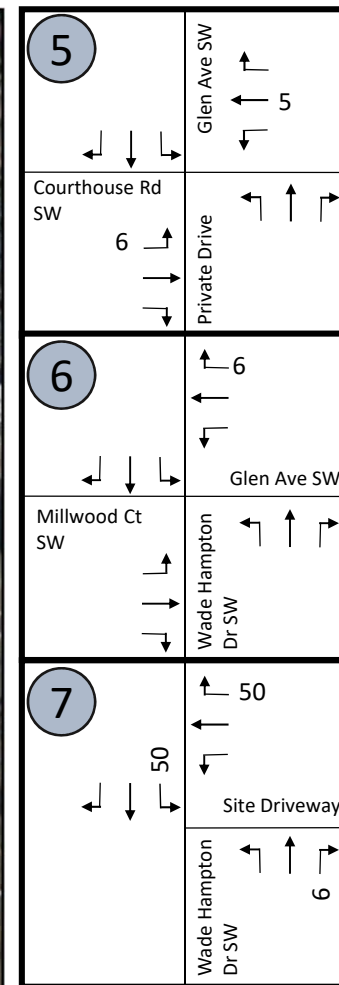 5
Glen Ave SW
5
Courthouse Rd
SW
6
Private Drive
6
6
Glen Ave SW
Millwood Ct
SW
Wade Hampton
Dr SW
7
50
50
Site Driveway
Wade Hampton
Dr SW
6